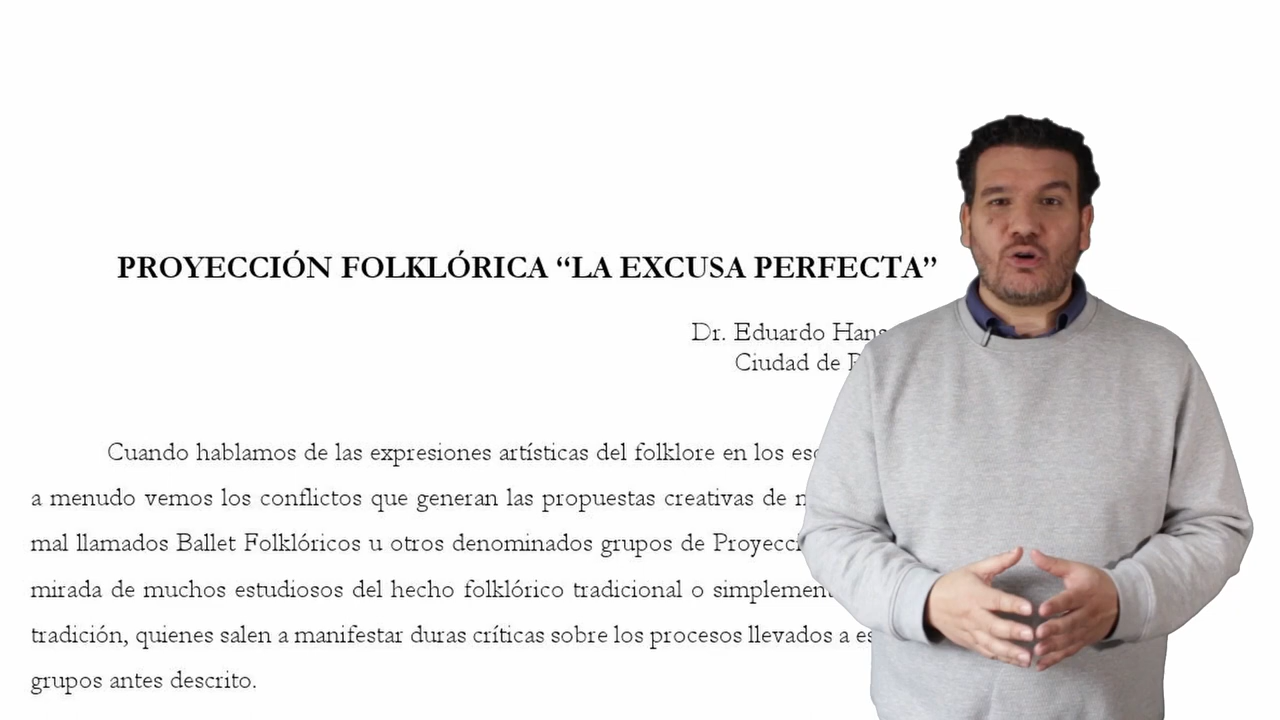 PROYECCIÓN FOLKLÓRICA “LA EXCUSA PERFECTA”
Dr. Eduardo
Ciudad de
Cuando hablamos de las expresiones artísticas del folklore en los
a menudo vemos los conflictos que generan las propuestas creativas de
mal llamados Ballet Folklóricos u otros denominados grupos de
mirada de muchos estudiosos del hecho folklórico tradicional o
tradición, quienes salen a manifestar duras críticas sobre los procesos llevados a
grupos antes descrito.